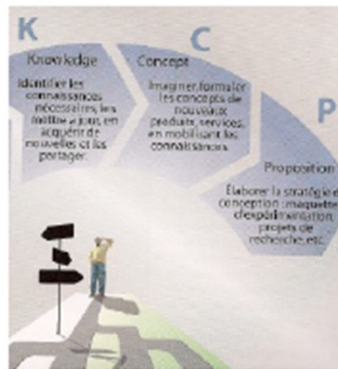 K
Knowledge
Identifier les
connaissances
nécessaires, les
mettre à jour, en
acquérir de
nouvelles et les
partager.
C
Concept
Imaginer, formuler
les concepts de
nouveaux
produits, services,
en mobilisant les
connaissances.
P
Proposition
Élaborer la stratégie d
conception : maquette
d'expérimentation,
projets de
recherche, etc.